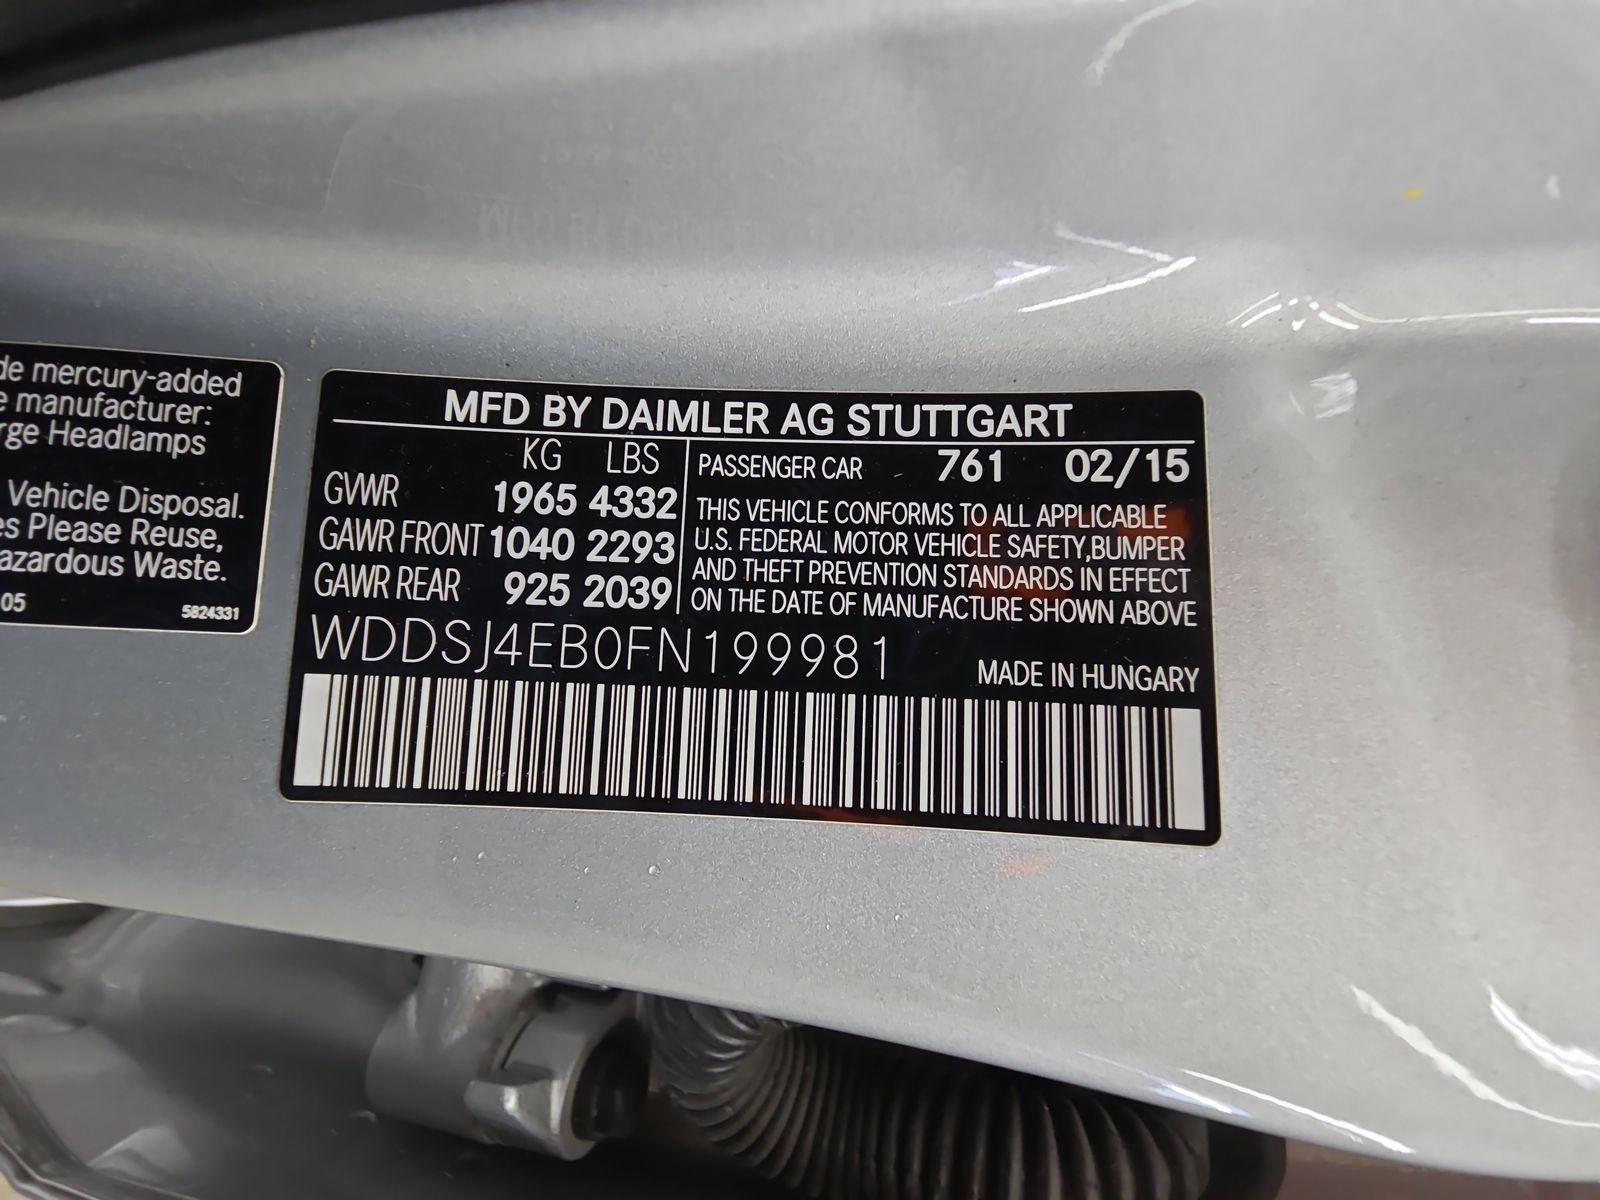 de mercury-added
e manufacturer:
rge Headlamps
Vehicle Disposal.
es Please Reuse,
azardous Waste.
05 5824331
MFD BY DAIMLER AG STUTTGART
KG LBS
GVWR 1965 4332
GAWR FRONT 1040 2293
GAWR REAR 925 2039
PASSENGER CAR 761 02/15
THIS VEHICLE CONFORMS TO ALL APPLICABLE
U.S. FEDERAL MOTOR VEHICLE SAFETY,BUMPER
AND THEFT PREVENTION STANDARDS IN EFFECT
ON THE DATE OF MANUFACTURE SHOWN ABOVE
WDDSJ4EB0FN199981
MADE IN HUNGARY